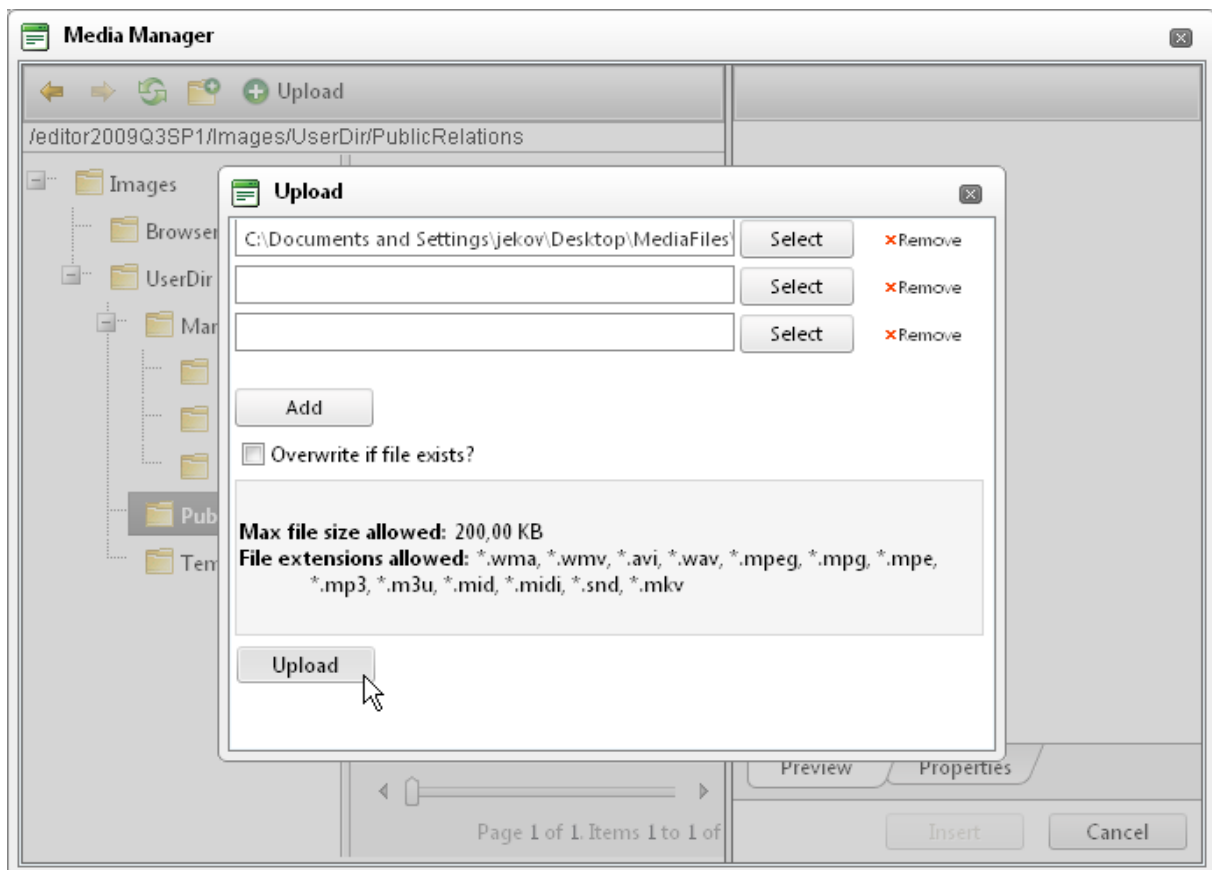 Media Manager
Upload
/editor2009Q3SP1/Images/UserDir/PublicRelations
Images
Browser
UserDir
Mar
Pub
Tem
Upload
C:\Documents and Settings\jekov\Desktop\MediaFiles\ Select Remove
Select Remove
Select Remove
Add
Overwrite if file exists?
Max file size allowed: 200,00 KB
File extensions allowed: *.wma, *.wmv, *.avi, *.wav, *.mpeg, *.mpg, *.mpe,
*.mp3, *.m3u, *.mid, *.midi, *.snd, *.mkv
Upload
Preview Properties
Page 1 of 1. Items 1 to 1 of
Insert Cancel